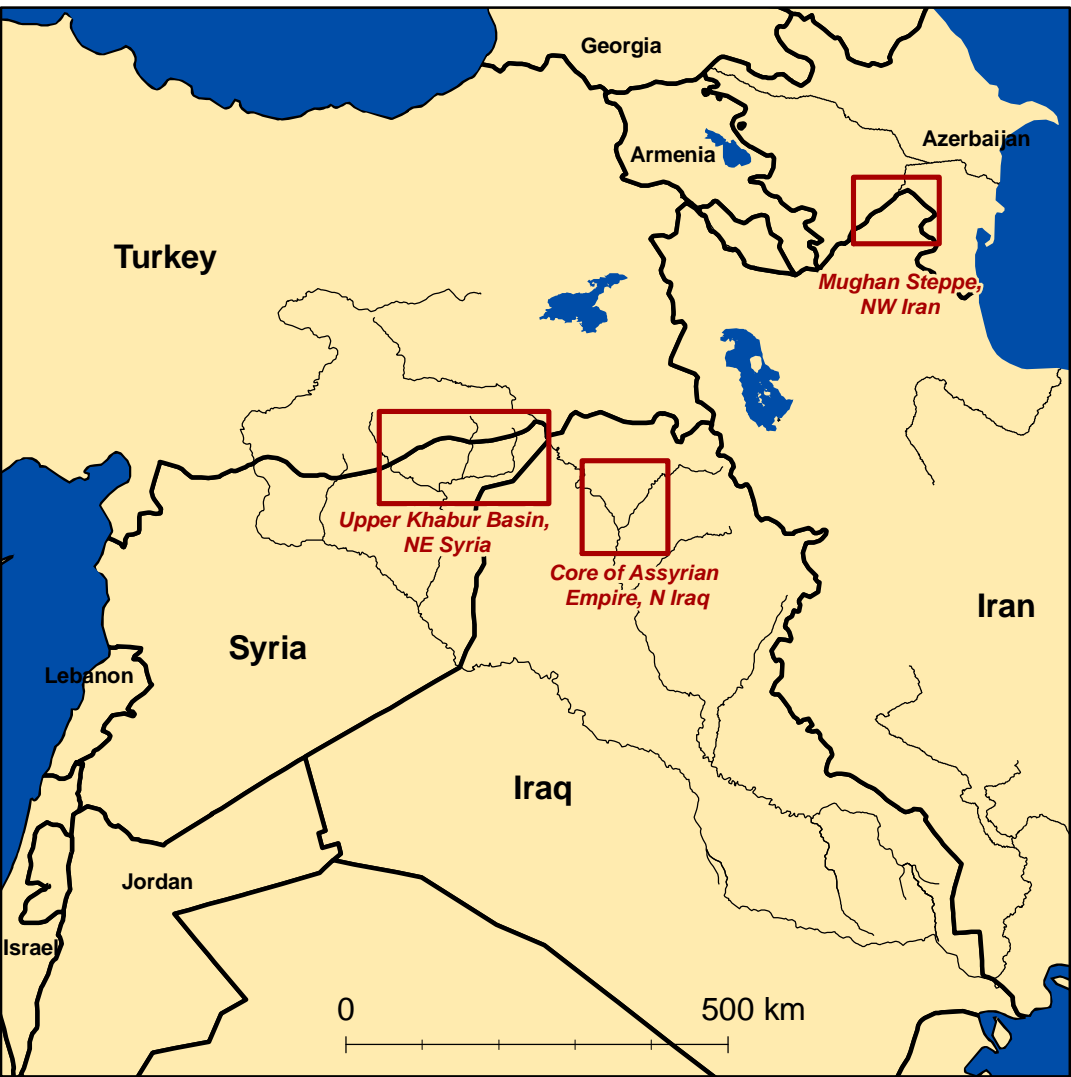 Georgia
Azerbaijan
Armenia
Turkey
Mughan Steppe,
NW Iran
Upper Khabur Basin,
NE Syria
Core of Assyrian
Empire, N Iraq
Iran
Syria
Lebanon
Iraq
Jordan
Israel
0
500 km